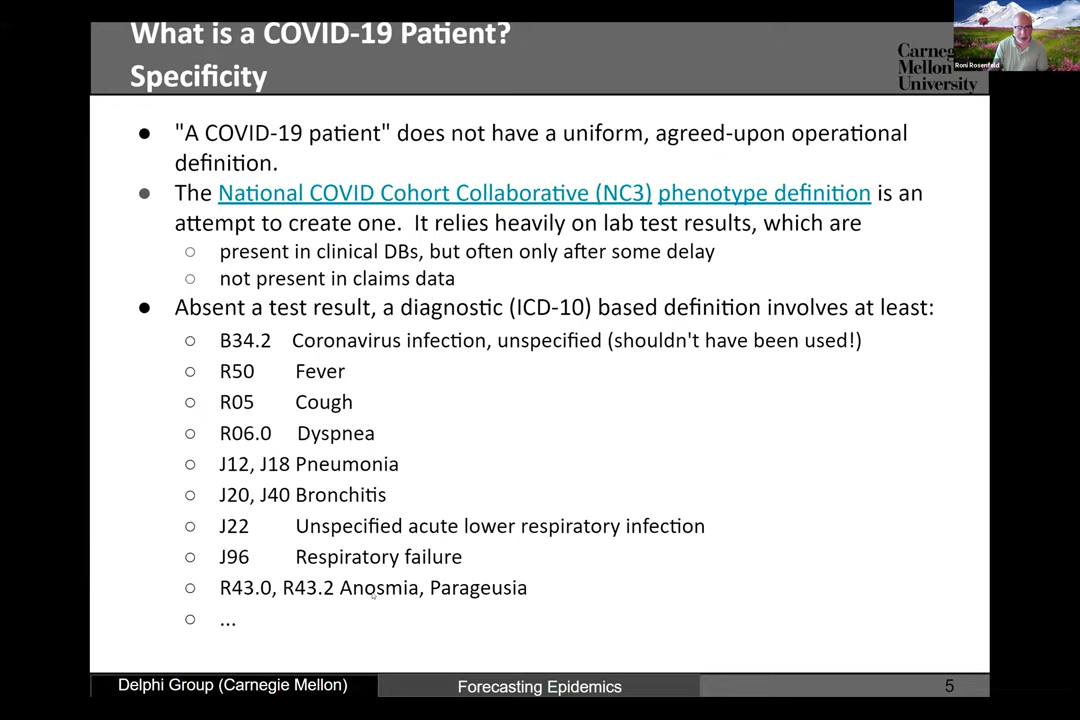 What is a COVID-19 Patient?
Specificity
Carneg
Mellon
University
Roni Rosenfeld
● "A COVID-19 patient" does not have a uniform, agreed-upon operational
definition.
● The National COVID Cohort Collaborative (NC3) phenotype definition is an
attempt to create one. It relies heavily on lab test results, which are
○ present in clinical DBs, but often only after some delay
○ not present in claims data
● Absent a test result, a diagnostic (ICD-10) based definition involves at least:
○ B34.2 Coronavirus infection, unspecified (shouldn't have been used!)
○ R50 Fever
○ R05 Cough
○ R06.0 Dyspnea
○ J12, J18 Pneumonia
○ J20, J40 Bronchitis
○ J22 Unspecified acute lower respiratory infection
○ J96 Respiratory failure
○ R43.0, R43.2 Anosmia, Parageusia
○ ...
Delphi Group (Carnegie Mellon)
Forecasting Epidemics
5